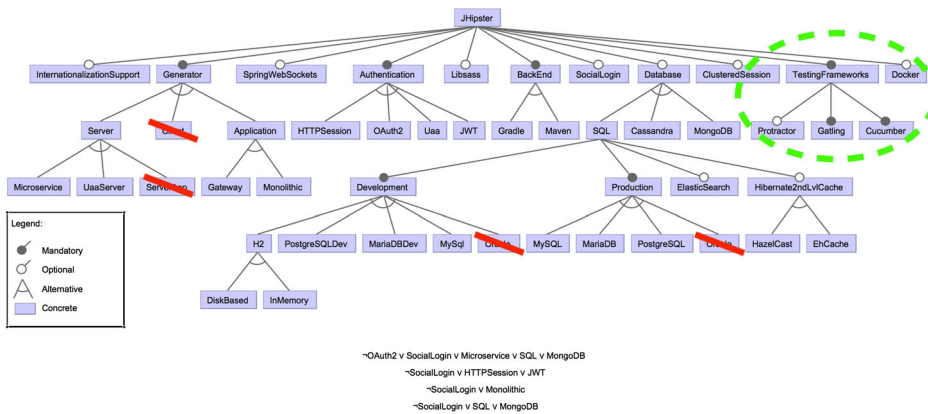 JHipster
InternationalizationSupport Generator SpringWebSockets Authentication Libsass BackEnd SocialLogin Database ClusteredSession TestingFrameworks Docker
Server Application HTTPSession OAuth2 Uaa JWT Gradle Maven SQL Cassandra MongoDB Protractor Gatling Cucumber
Microservice UaaServer Gateway Monolithic Development Production ElasticSearch Hibernate2ndLvlCache
Legend:
Mandatory
Optional
Alternative
Concrete
H2 PostgreSQLDev MariaDBDev MySql MySQL MariaDB PostgreSQL HazelCast EhCache
DiskBased InMemory
¬OAuth2 ∨ SocialLogin ∨ Microservice ∨ SQL ∨ MongoDB
¬SocialLogin ∨ HTTPSession ∨ JWT
¬SocialLogin ∨ Monolithic
¬SocialLogin ∨ SQL ∨ MongoDB